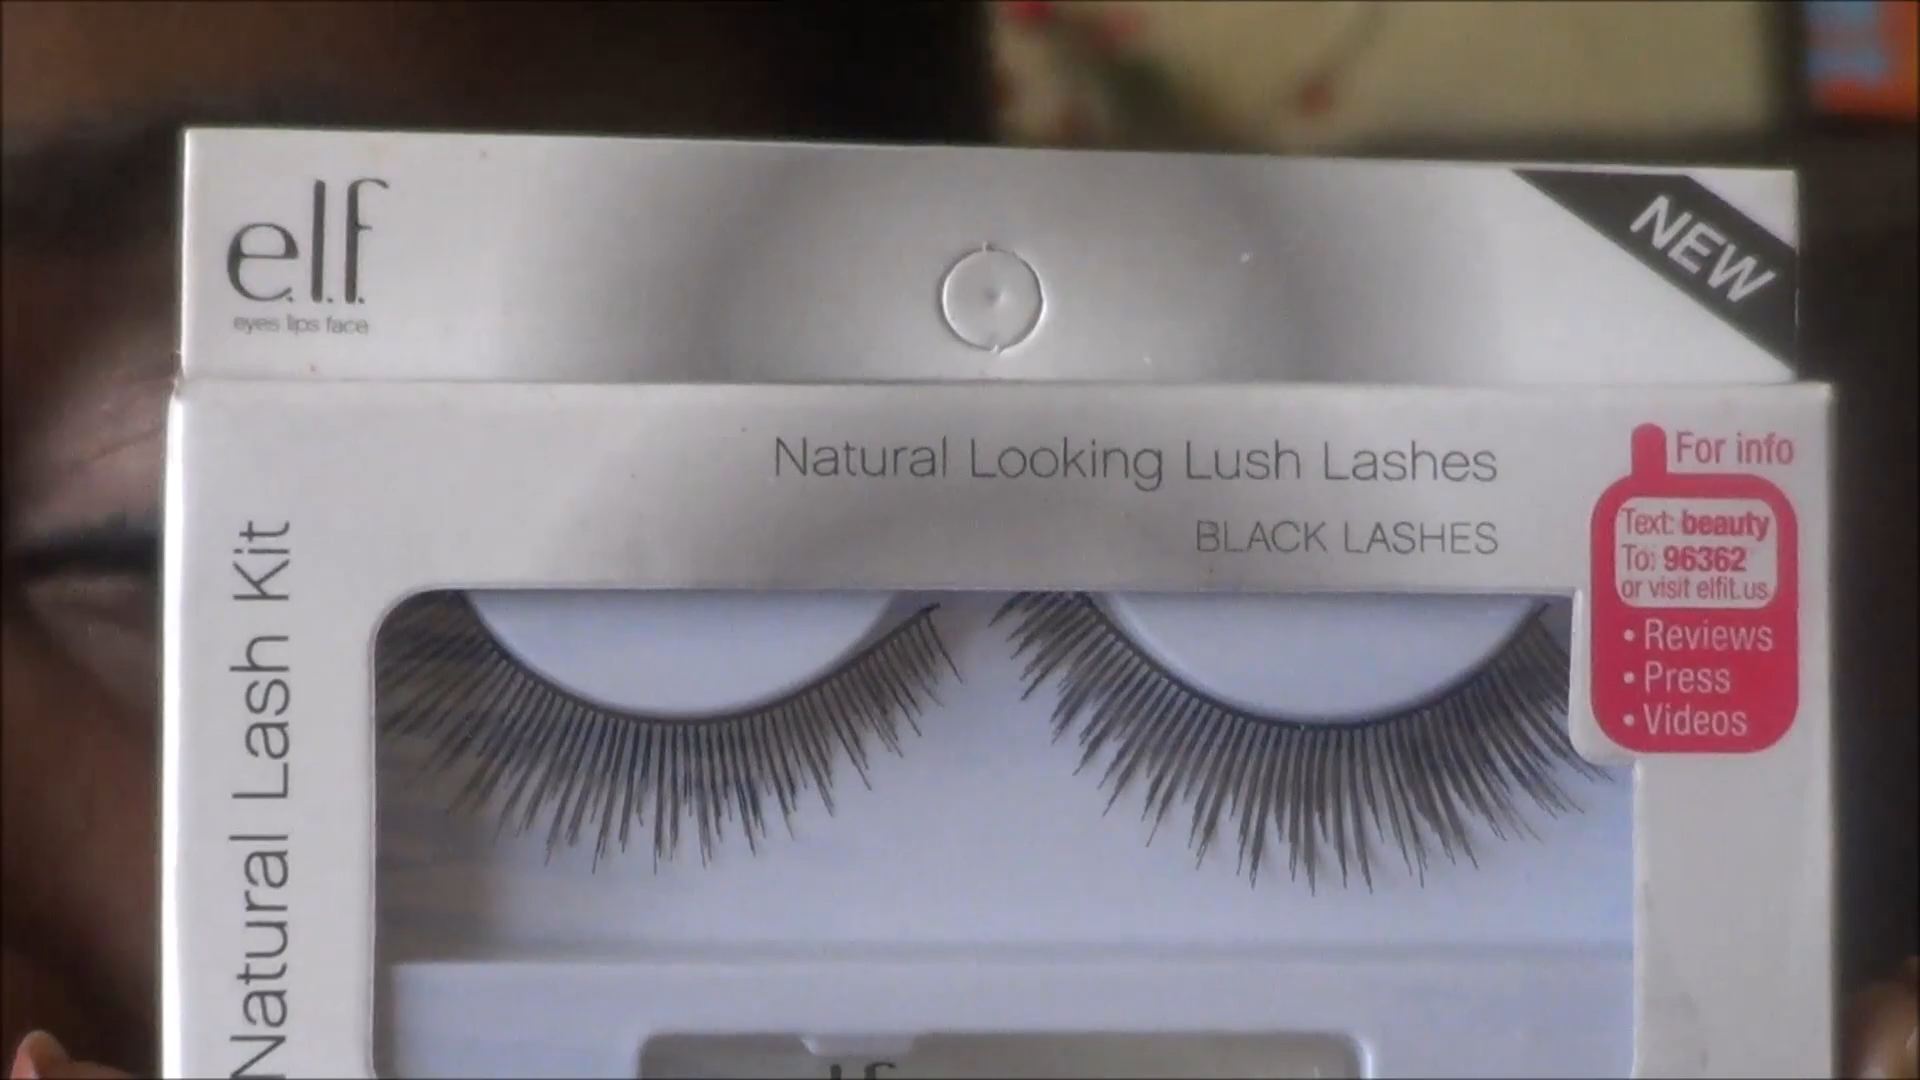 e.l.f.
eyes lips face
NEW
Natural Looking Lush Lashes
BLACK LASHES
For info
Text: beauty
To: 96362
or visit elfit.us
• Reviews
• Press
• Videos
Natural Lash Kit